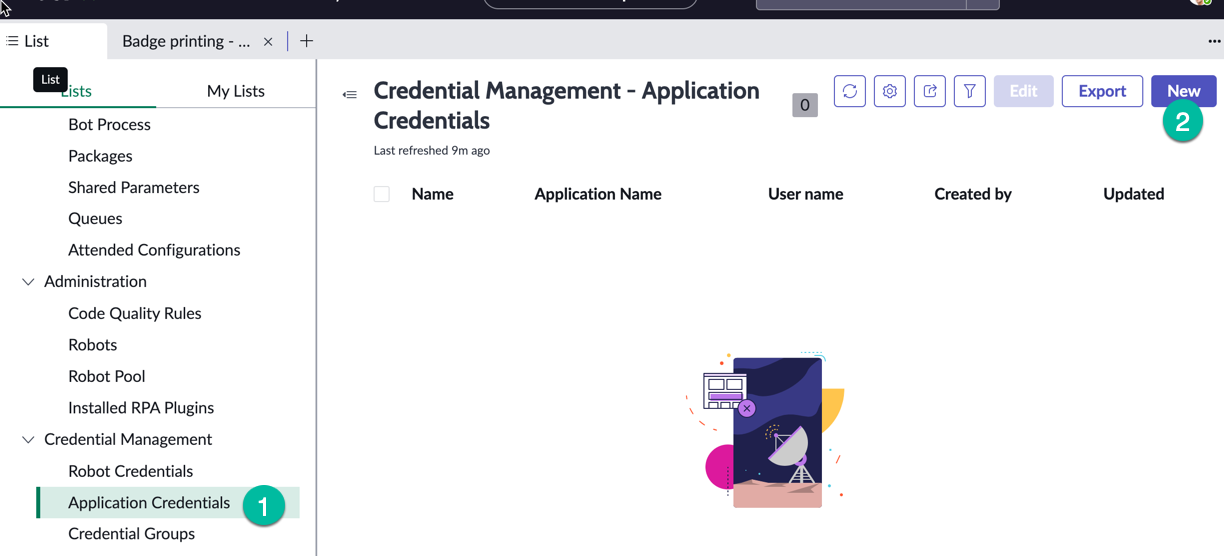 List
Badge printing - ...
List
Lists
My Lists
Bot Process
Packages
Shared Parameters
Queues
Attended Configurations
Administration
Code Quality Rules
Robots
Robot Pool
Installed RPA Plugins
Credential Management
Robot Credentials
Application Credentials
1
Credential Groups
Credential Management - Application
Credentials
0
Last refreshed 9m ago
Edit
Export
New
2
Name
Application Name
User name
Created by
Updated